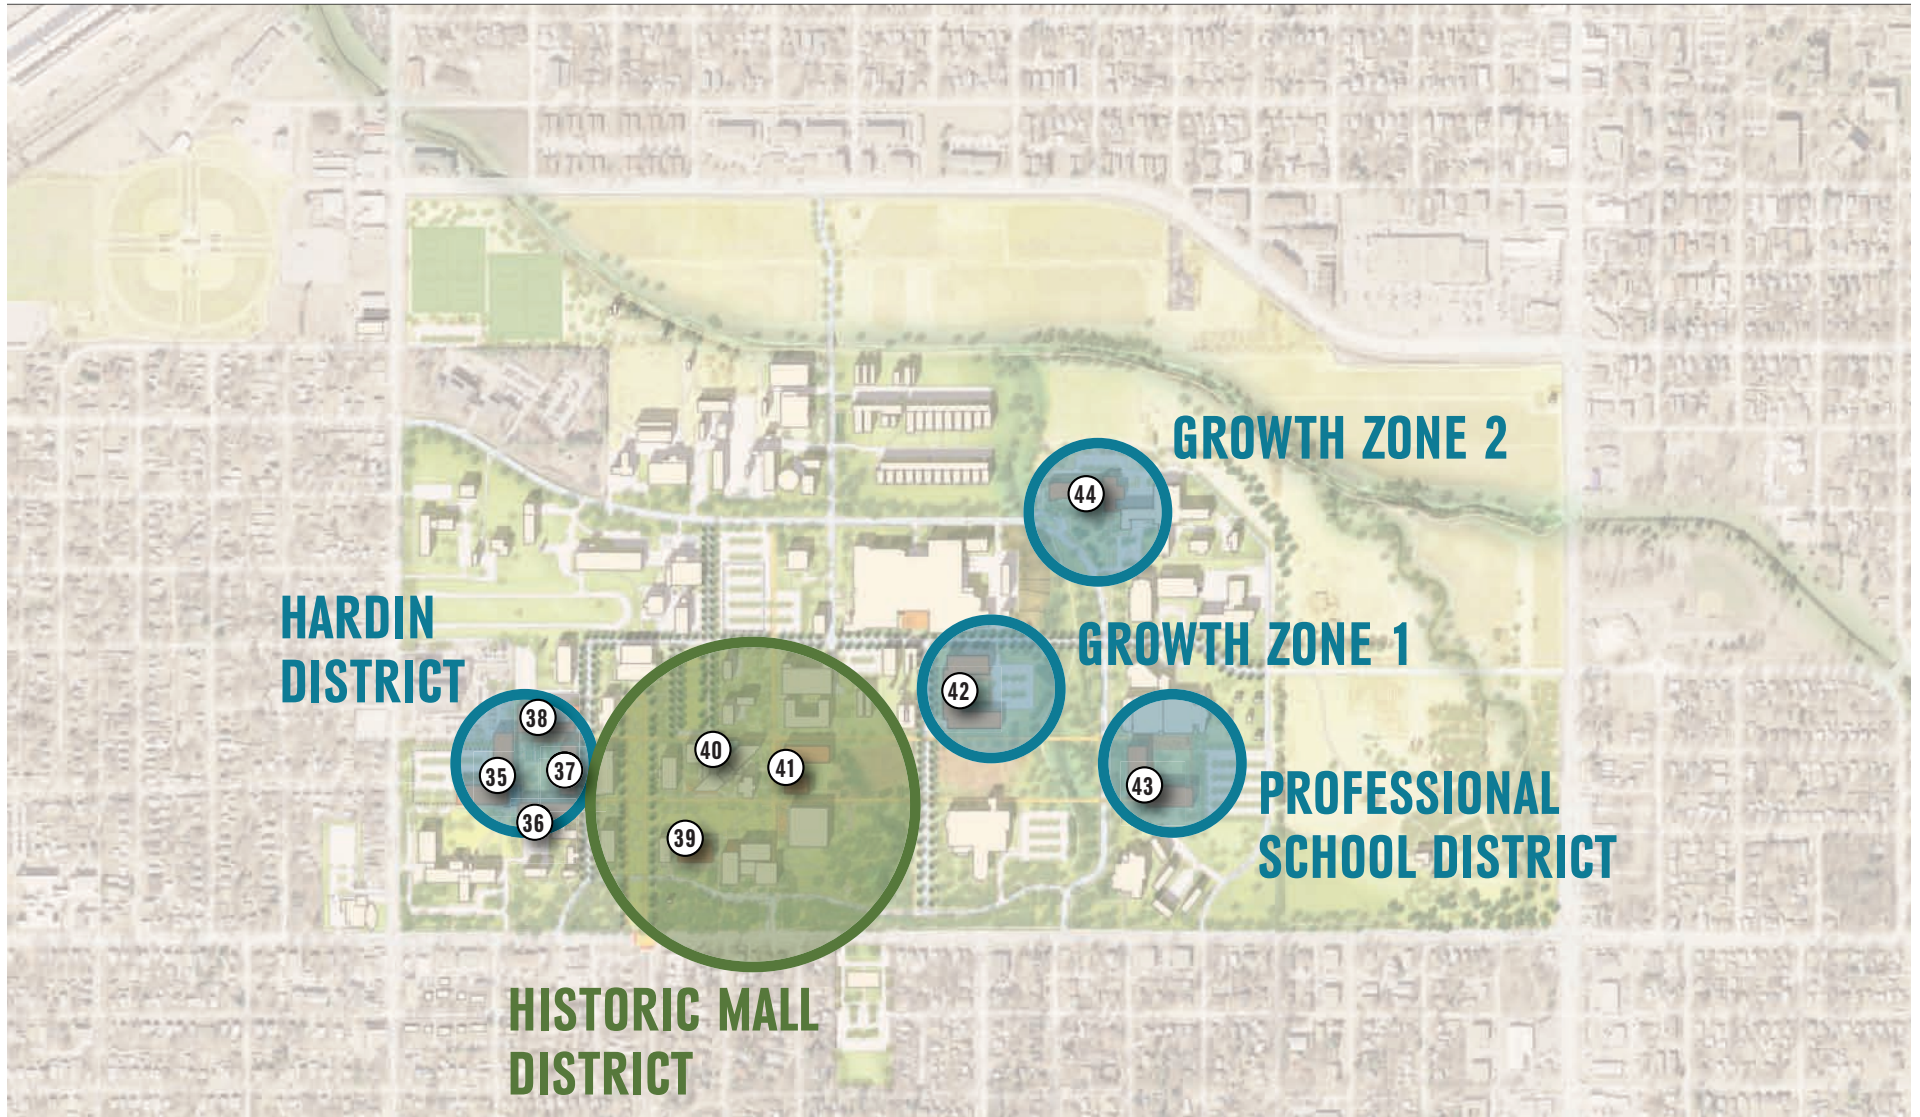 GROWTH ZONE 2
44
HARDIN
DISTRICT
GROWTH ZONE 1
42
38
40
41
37
35
43
36
39
PROFESSIONAL
SCHOOL DISTRICT
HISTORIC MALL
DISTRICT